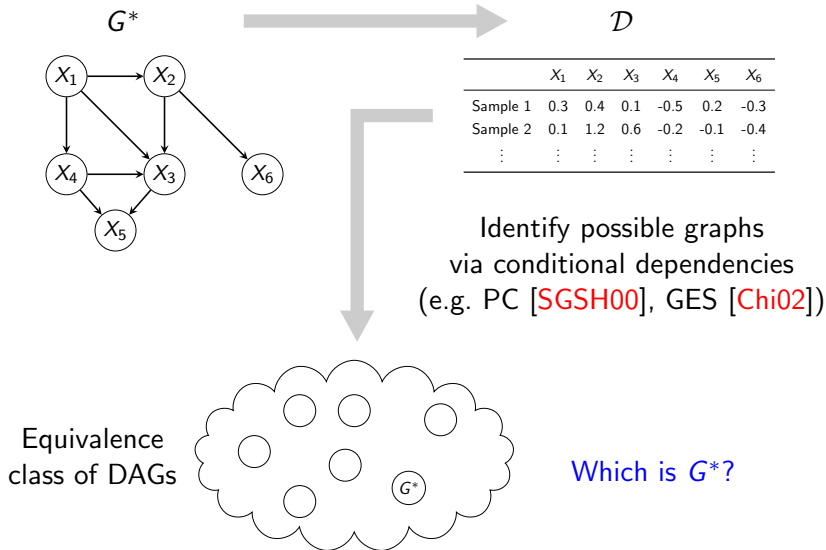 G*
𝒟
X₁ X₂
X₄ X₃ X₆
X₅
X₁ X₂ X₃ X₄ X₅ X₆
Sample 1 0.3 0.4 0.1 -0.5 0.2 -0.3
Sample 2 0.1 1.2 0.6 -0.2 -0.1 -0.4
⋮ ⋮ ⋮ ⋮ ⋮ ⋮ ⋮
Identify possible graphs
via conditional dependencies
(e.g. PC [SGSH00], GES [Chi02])
Equivalence
class of DAGs
G*
Which is G*?